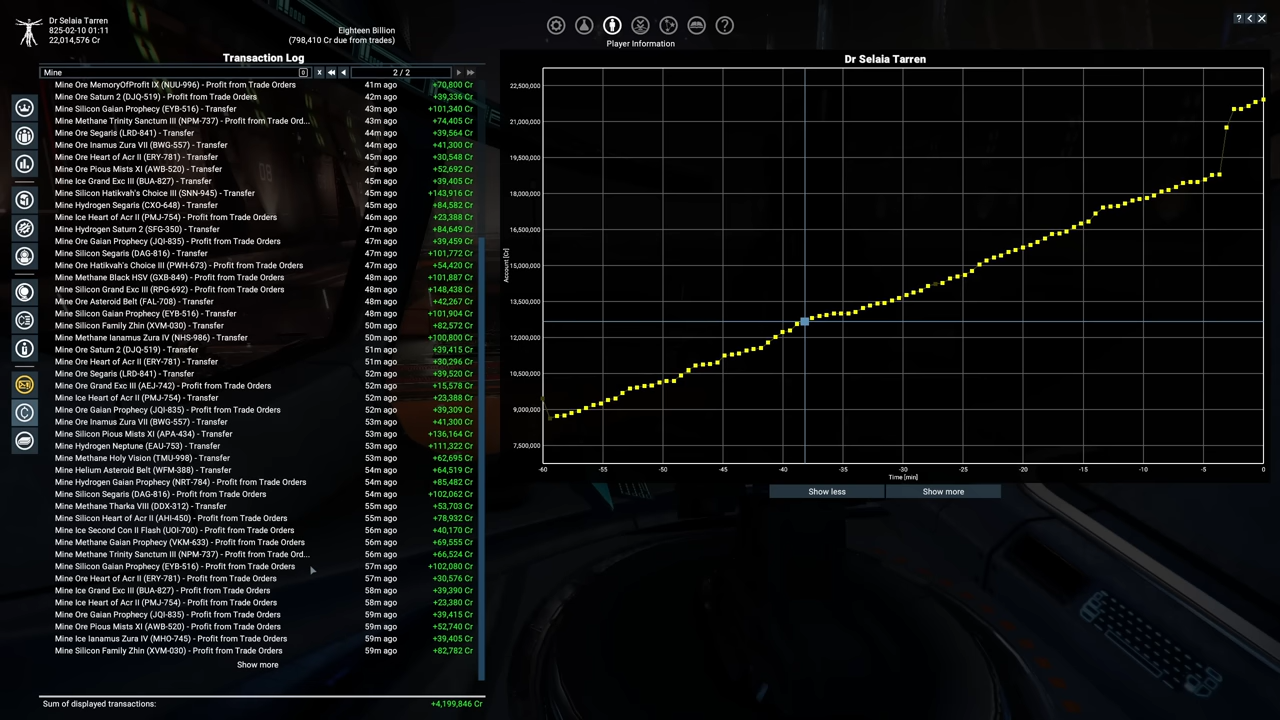 Dr Selaia Tarren
825-02-10 01:11
22,014,576 Cr
Eighteen Billion
(798,410 Cr due from trades)
? < X
Player Information
Transaction Log
Mine 0 x 2 / 2
Mine Ore MemoryOfProfit IX (NUU-996) - Profit from Trade Orders 41m ago +70,800 Cr
Mine Ore Saturn 2 (DJQ-519) - Profit from Trade Orders 42m ago +39,336 Cr
Mine Silicon Gaian Prophecy (EYB-516) - Transfer 43m ago +101,340 Cr
Mine Methane Trinity Sanctum III (NPM-737) - Profit from Trade Ord... 43m ago +74,405 Cr
Mine Ore Segaris (LRD-841) - Transfer 44m ago +39,564 Cr
Mine Ore Inamus Zura VII (BWG-557) - Transfer 44m ago +41,300 Cr
Mine Ore Heart of Acr II (ERY-781) - Transfer 45m ago +30,548 Cr
Mine Ore Pious Mists XI (AWB-520) - Transfer 45m ago +52,692 Cr
Mine Ice Grand Exc III (BUA-827) - Transfer 45m ago +39,405 Cr
Mine Silicon Hatikvah's Choice III (SNN-945) - Transfer 45m ago +143,916 Cr
Mine Hydrogen Segaris (CXO-648) - Transfer 45m ago +84,582 Cr
Mine Ice Heart of Acr II (PMJ-754) - Profit from Trade Orders 46m ago +23,388 Cr
Mine Hydrogen Saturn 2 (SFG-350) - Transfer 47m ago +84,649 Cr
Mine Ore Gaian Prophecy (JQI-835) - Profit from Trade Orders 47m ago +39,459 Cr
Mine Silicon Segaris (DAG-816) - Transfer 47m ago +101,772 Cr
Mine Ore Hatikvah's Choice III (PWH-673) - Profit from Trade Orders 47m ago +54,420 Cr
Mine Methane Black HSV (GXB-849) - Profit from Trade Orders 48m ago +101,887 Cr
Mine Silicon Grand Exc III (RPG-692) - Profit from Trade Orders 48m ago +148,438 Cr
Mine Ore Asteroid Belt (FAL-708) - Transfer 48m ago +42,267 Cr
Mine Silicon Gaian Prophecy (EYB-516) - Transfer 48m ago +101,904 Cr
Mine Silicon Family Zhin (XVM-030) - Transfer 50m ago +82,572 Cr
Mine Methane Ianamus Zura IV (NHS-986) - Transfer 50m ago +100,800 Cr
Mine Ore Saturn 2 (DJQ-519) - Profit from Trade Orders 51m ago +39,415 Cr
Mine Ore Heart of Acr II (ERY-781) - Transfer 51m ago +30,296 Cr
Mine Ore Segaris (LRD-841) - Transfer 52m ago +39,520 Cr
Mine Ore Grand Exc III (AEJ-742) - Profit from Trade Orders 52m ago +15,578 Cr
Mine Ice Heart of Acr II (PMJ-754) - Transfer 52m ago +23,388 Cr
Mine Ore Gaian Prophecy (JQI-835) - Profit from Trade Orders 52m ago +39,309 Cr
Mine Ore Inamus Zura VII (BWG-557) - Transfer 53m ago +41,300 Cr
Mine Silicon Pious Mists XI (APA-434) - Transfer 53m ago +136,164 Cr
Mine Hydrogen Neptune (EAU-753) - Transfer 53m ago +111,322 Cr
Mine Methane Holy Vision (TMU-998) - Transfer 53m ago +62,695 Cr
Mine Helium Asteroid Belt (WFM-388) - Transfer 54m ago +64,519 Cr
Mine Hydrogen Gaian Prophecy (NRT-784) - Profit from Trade Orders 54m ago +85,482 Cr
Mine Silicon Segaris (DAG-816) - Profit from Trade Orders 54m ago +102,062 Cr
Mine Methane Tharka VIII (DDX-312) - Transfer 55m ago +53,703 Cr
Mine Silicon Heart of Acr II (AHI-450) - Profit from Trade Orders 55m ago +78,932 Cr
Mine Ice Second Con II Flash (UOI-700) - Profit from Trade Orders 56m ago +40,170 Cr
Mine Methane Gaian Prophecy (VKM-633) - Profit from Trade Orders 56m ago +69,555 Cr
Mine Methane Trinity Sanctum III (NPM-737) - Profit from Trade Ord... 56m ago +66,524 Cr
Mine Silicon Gaian Prophecy (EYB-516) - Profit from Trade Orders 57m ago +102,080 Cr
Mine Ore Heart of Acr II (ERY-781) - Profit from Trade Orders 57m ago +30,576 Cr
Mine Ice Grand Exc III (BUA-827) - Profit from Trade Orders 58m ago +39,390 Cr
Mine Ice Heart of Acr II (PMJ-754) - Profit from Trade Orders 58m ago +23,380 Cr
Mine Ore Gaian Prophecy (JQI-835) - Profit from Trade Orders 59m ago +39,415 Cr
Mine Ore Pious Mists XI (AWB-520) - Profit from Trade Orders 59m ago +52,740 Cr
Mine Ice Ianamus Zura IV (MHO-745) - Profit from Trade Orders 59m ago +39,405 Cr
Mine Silicon Family Zhin (XVM-030) - Profit from Trade Orders 59m ago +82,782 Cr
Show more
Sum of displayed transactions: +4,199,846 Cr
Dr Selaia Tarren
22,500,000
21,000,000
19,500,000
18,000,000
16,500,000
15,000,000
13,500,000
12,000,000
10,500,000
9,000,000
7,500,000
Account [Cr]
-60 -55 -50 -45 -40 -35 -30 -25 -20 -15 -10 -5 0
Time [min]
Show less Show more